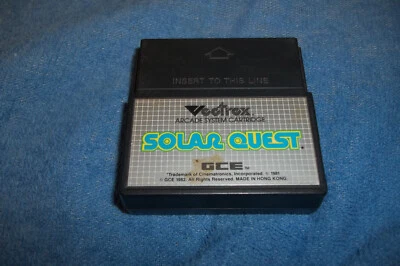 INSERT TO THIS LINE
Vectrex
ARCADE SYSTEM CARTRIDGE
SOLAR QUEST
GCE™
*Trademark of Cinematronics, Incorporated, © 1981
© GCE 1982. All Rights Reserved. MADE IN HONG KONG.